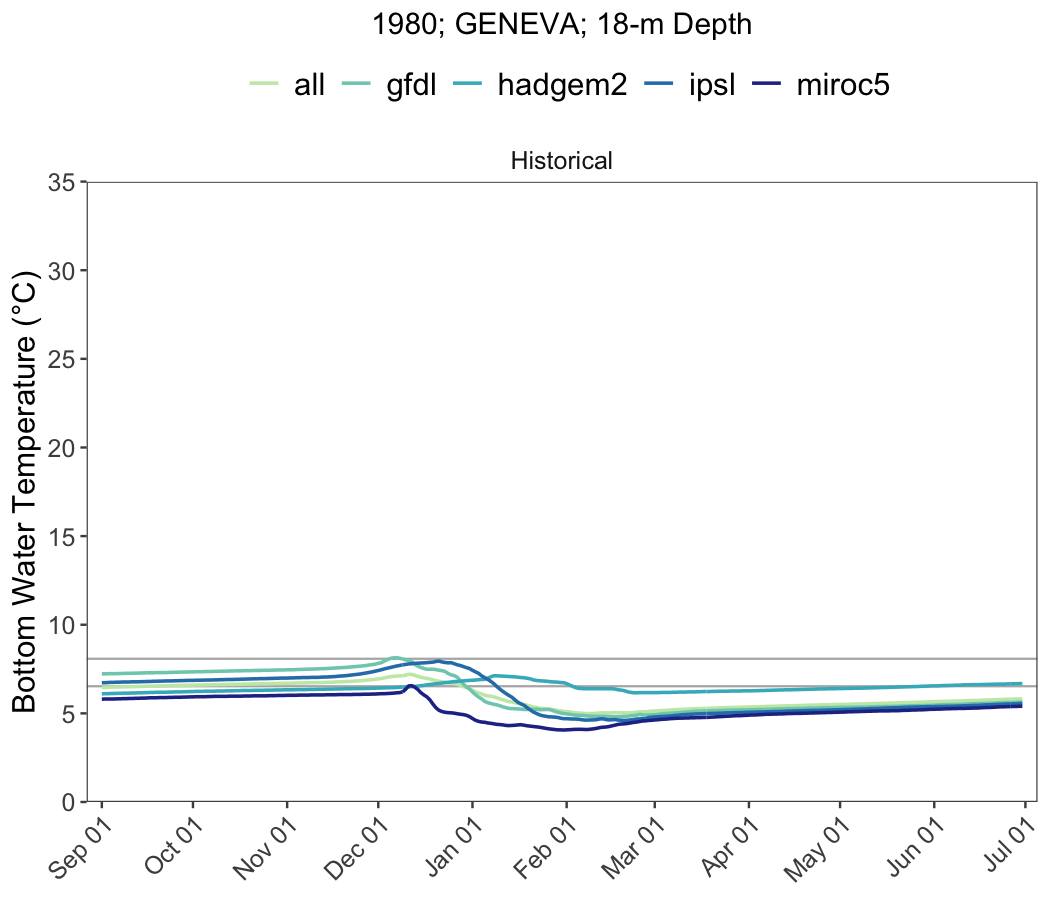 1980; GENEVA; 18-m Depth
all gfdl hadgem2 ipsl miroc5
Historical
Bottom Water Temperature (°C)
35
30
25
20
15
10
5
0
Sep 01 Oct 01 Nov 01 Dec 01 Jan 01 Feb 01 Mar 01 Apr 01 May 01 Jun 01 Jul 01